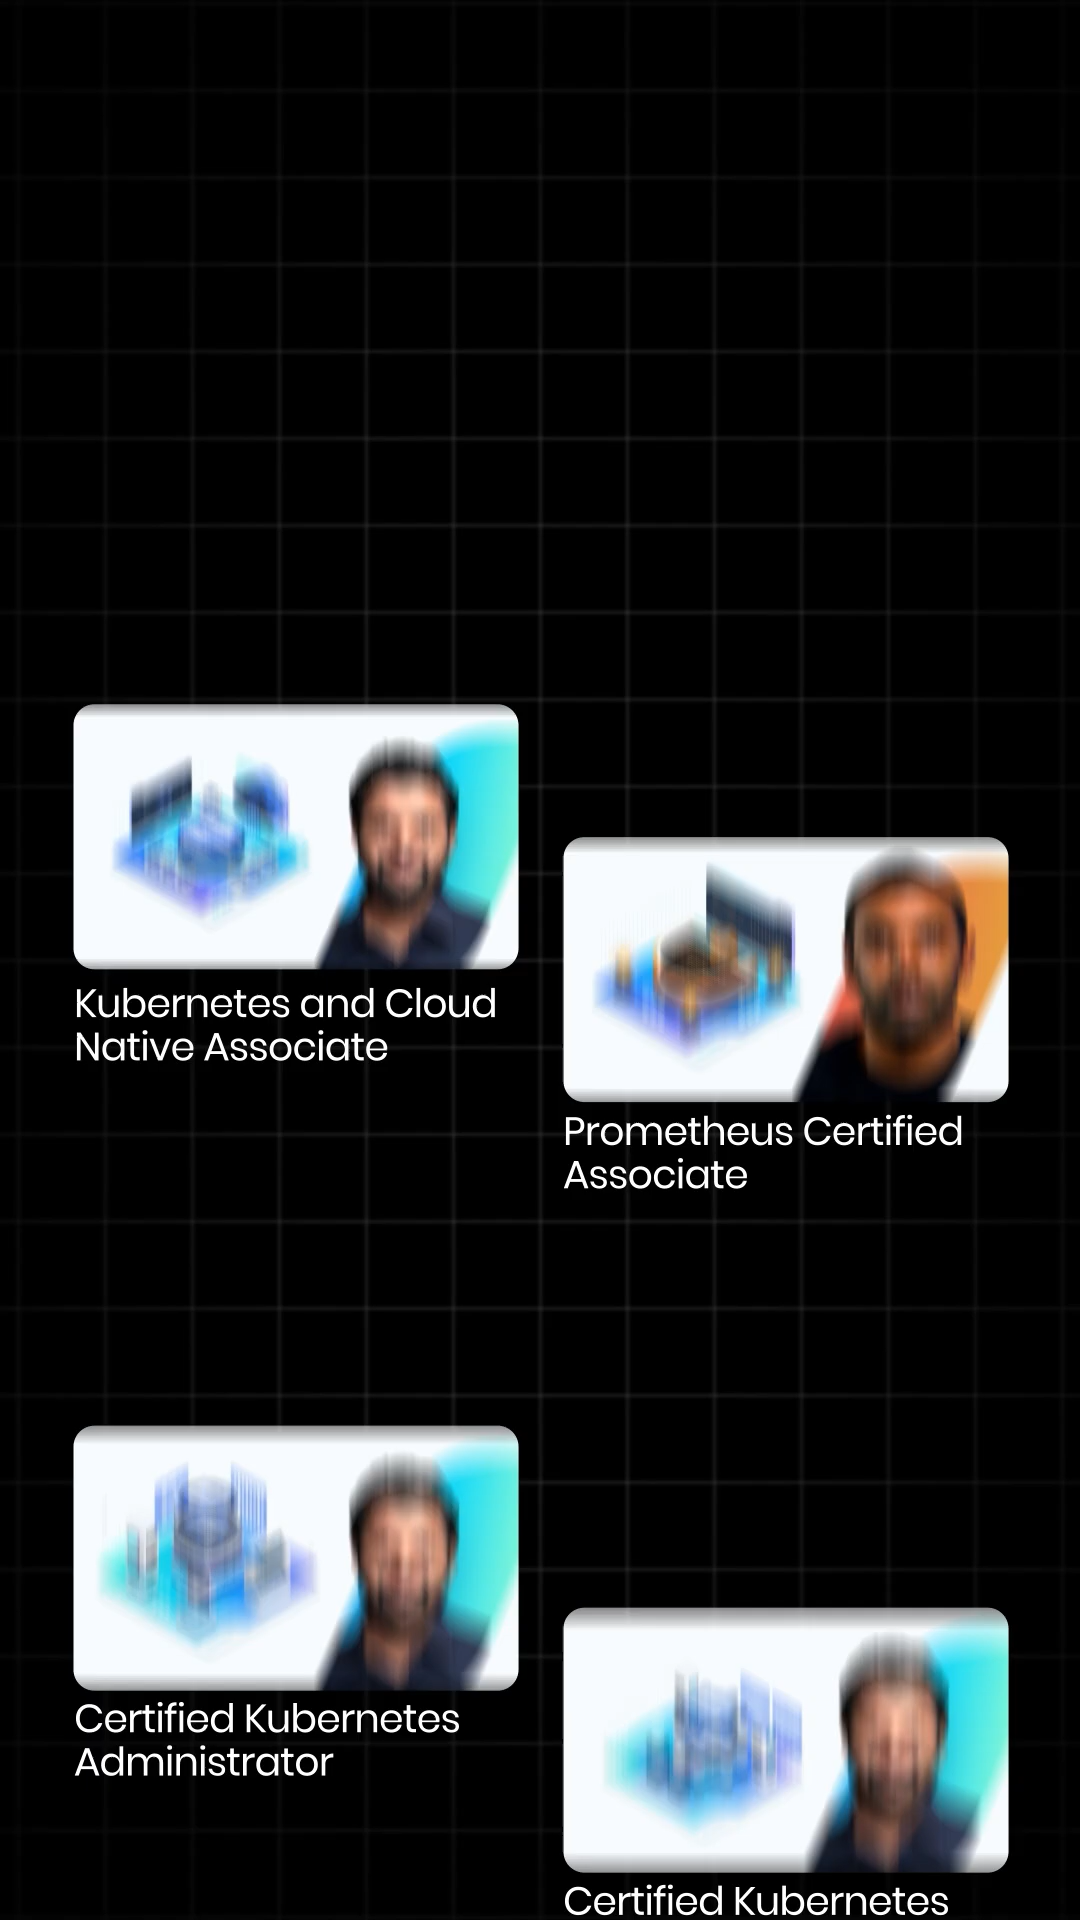 Kubernetes and Cloud
Native Associate
Prometheus Certified
Associate
Certified Kubernetes
Administrator
Certified Kubernetes